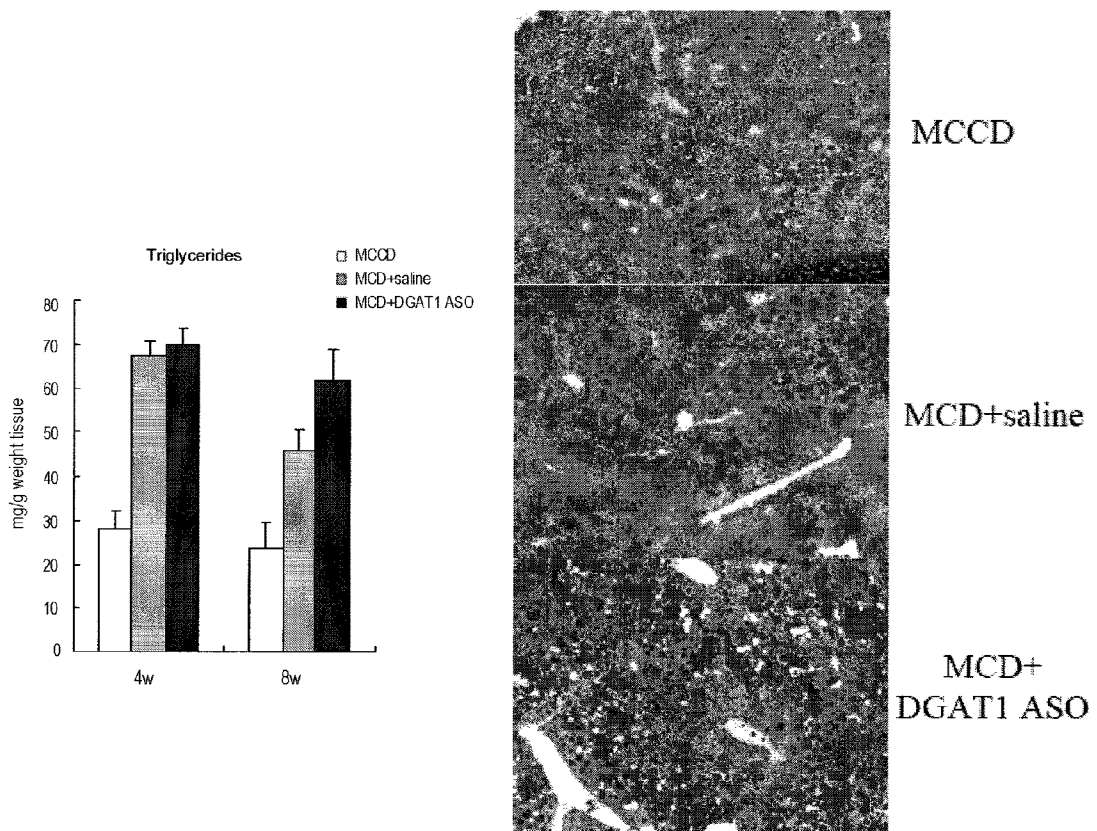 Triglycerides
MCCD
MCD+saline
MCD+DGAT1 ASO
mg/g weight tissue
80
70
60
50
40
30
20
10
0
4w
8w
MCCD
MCD+saline
MCD+
DGAT1 ASO